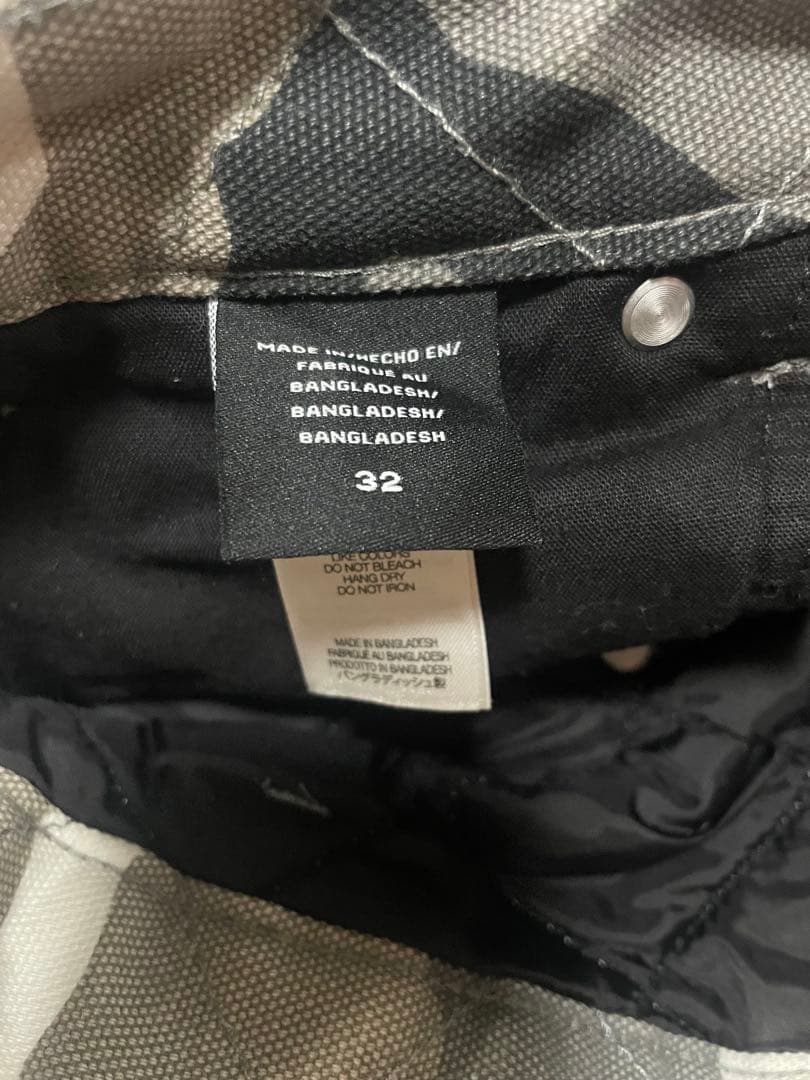 MADE IN/HECHO EN/
FABRIQUE AU
BANGLADESH/
BANGLADESH/
BANGLADESH
32
LIKE COLORS
DO NOT BLEACH
HANG DRY
DO NOT IRON
MADE IN BANGLADESH
FABRIQUE AU BANGLADESH
PRODOTTO IN BANGLADESH
バングラディッシュ製